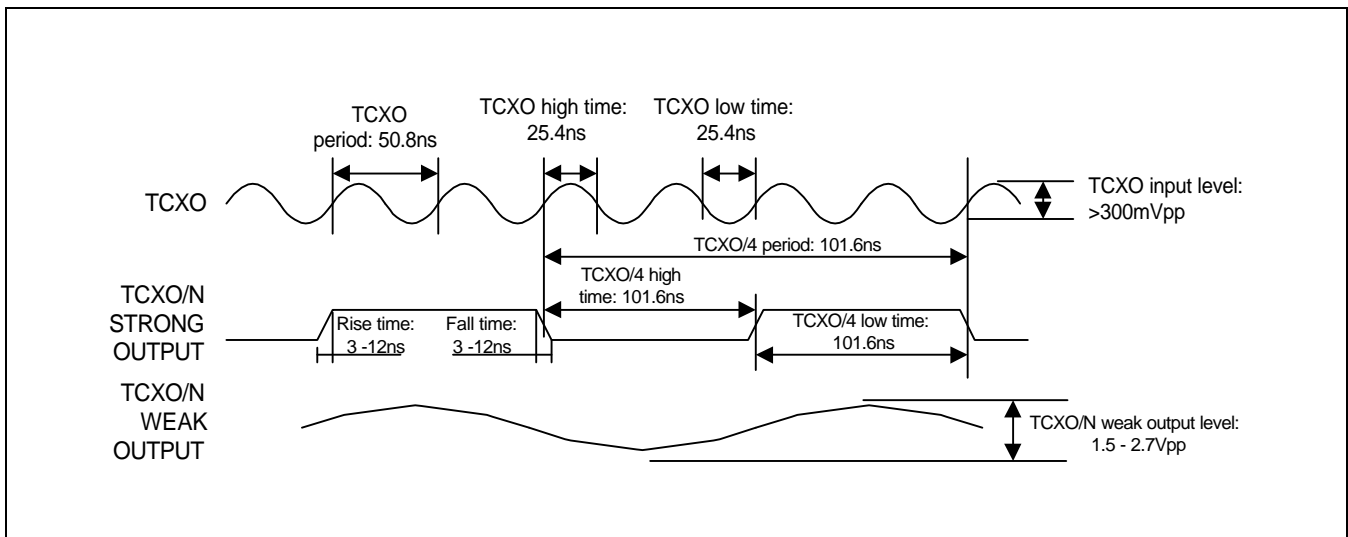 TCXO
period: 50.8ns
TCXO high time:
25.4ns
TCXO low time:
25.4ns
TCXO
TCXO input level:
>300mVpp
TCXO/4 period: 101.6ns
TCXO/4 high
time: 101.6ns
TCXO/N
STRONG
OUTPUT
Rise time:
3 -12ns
Fall time:
3 -12ns
TCXO/4 low time:
101.6ns
TCXO/N
WEAK
OUTPUT
TCXO/N weak output level:
1.5 - 2.7Vpp